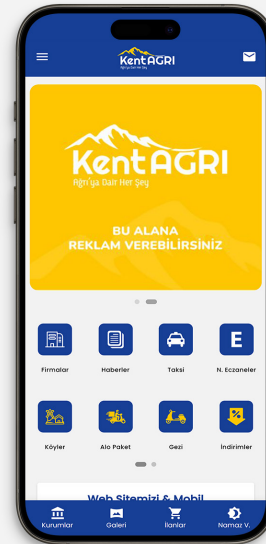 KentAGRI
Ağrı'ya Dair Her Şey
KentAGRI
Ağrı'ya Dair Her Şey
BU ALANA
REKLAM VEREBİLİRSİNİZ
Firmalar Haberler Taksi E N. Eczaneler
Köyler Alo Paket Gezi İndirimler
Web Sitemizi & Mobil
Kurumlar Galeri İlanlar Namaz V.